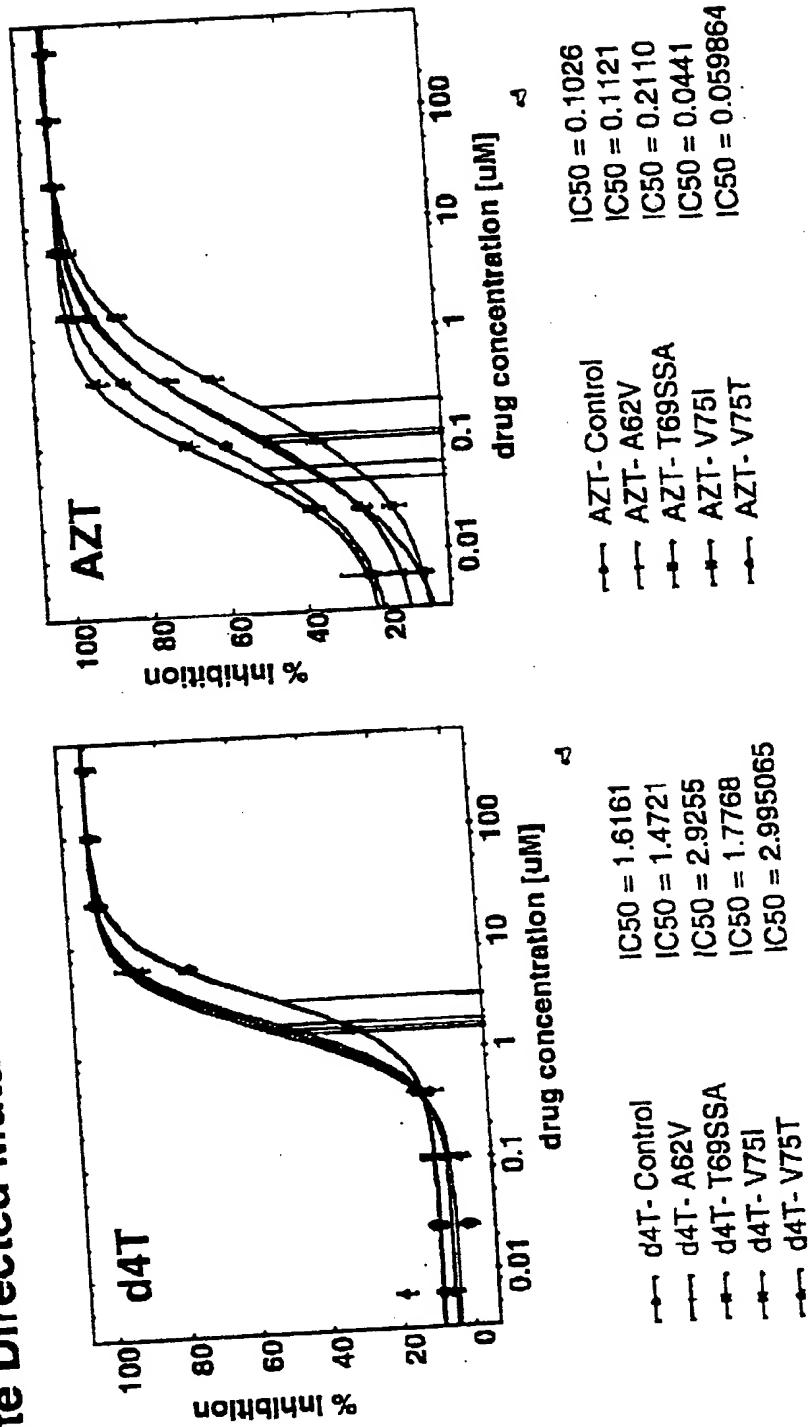 te Directed
d4T
% inhibition
100
80
60
40
20
0
0.01
0.1
1
10
100
drug concentration [uM]
d4T- Control IC50 = 1.6161
d4T- A62V IC50 = 1.4721
d4T- T69SSA IC50 = 2.9255
d4T- V75I IC50 = 1.7768
d4T- V75T IC50 = 2.995065
AZT
% inhibition
100
80
60
40
20
0.01
0.1
1
10
100
drug concentration [uM]
AZT- Control IC50 = 0.1026
AZT- A62V IC50 = 0.1121
AZT- T69SSA IC50 = 0.2110
AZT- V75I IC50 = 0.0441
AZT- V75T IC50 = 0.059864